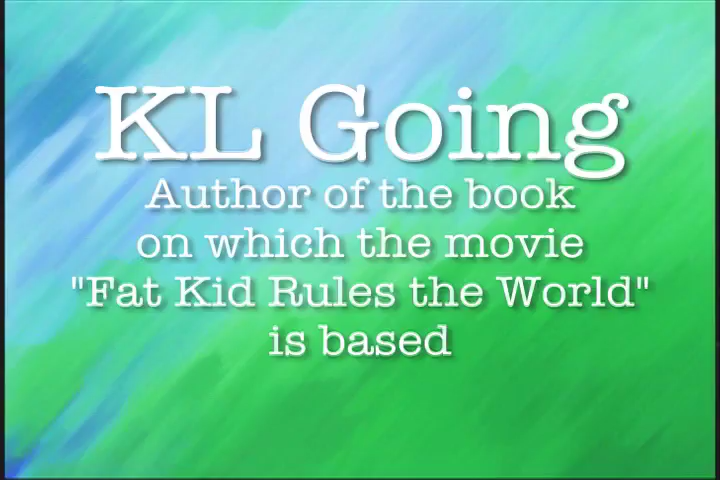 KL Going
Author of the book
on which the movie
"Fat Kid Rules the World"
is based